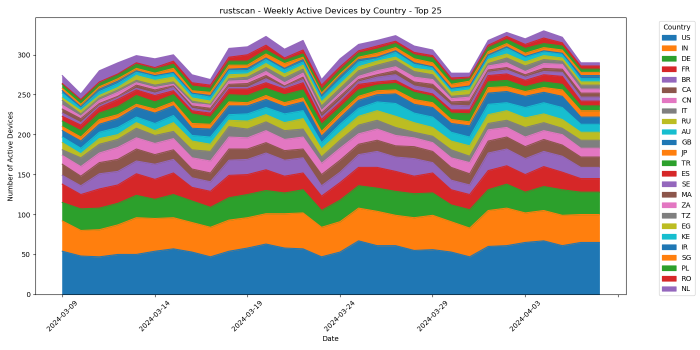 rustscan - Weekly Active Devices by Country - Top 25
Number of Active Devices
300
250
200
150
100
50
0
2024-03-09
2024-03-14
2024-03-19
2024-03-24
2024-03-29
2024-04-03
Date
Country
US
IN
DE
FR
BR
CA
CN
IT
RU
AU
GB
JP
TR
ES
SE
MA
ZA
TZ
EG
KE
IR
SG
PL
RO
NL